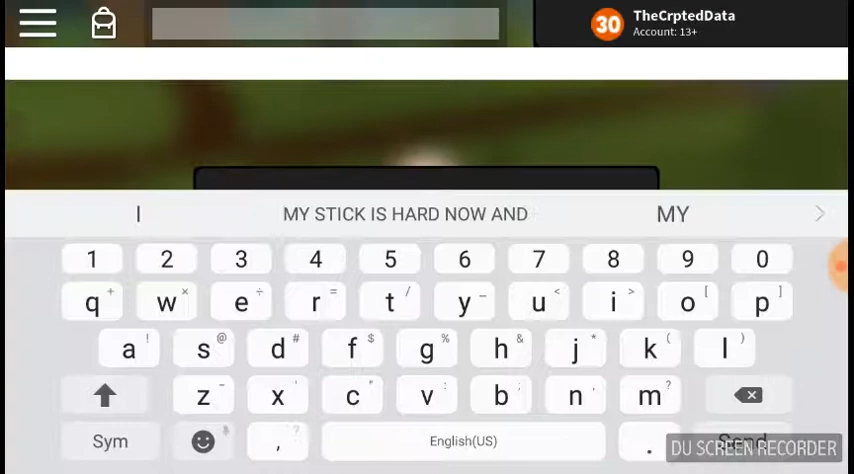 30 TheCrptedData
Account: 13+
I MY STICK IS HARD NOW AND MY >
1 2 3 4 5 6 7 8 9 0
q + w × e ÷ r = t / y _ u < i > o [ p ]
a ! s @ d # f $ g % h & j * k ( l )
z - x ' c " v : b ; n , m ?
Sym , ? English(US) . Send
DU SCREEN RECORDER